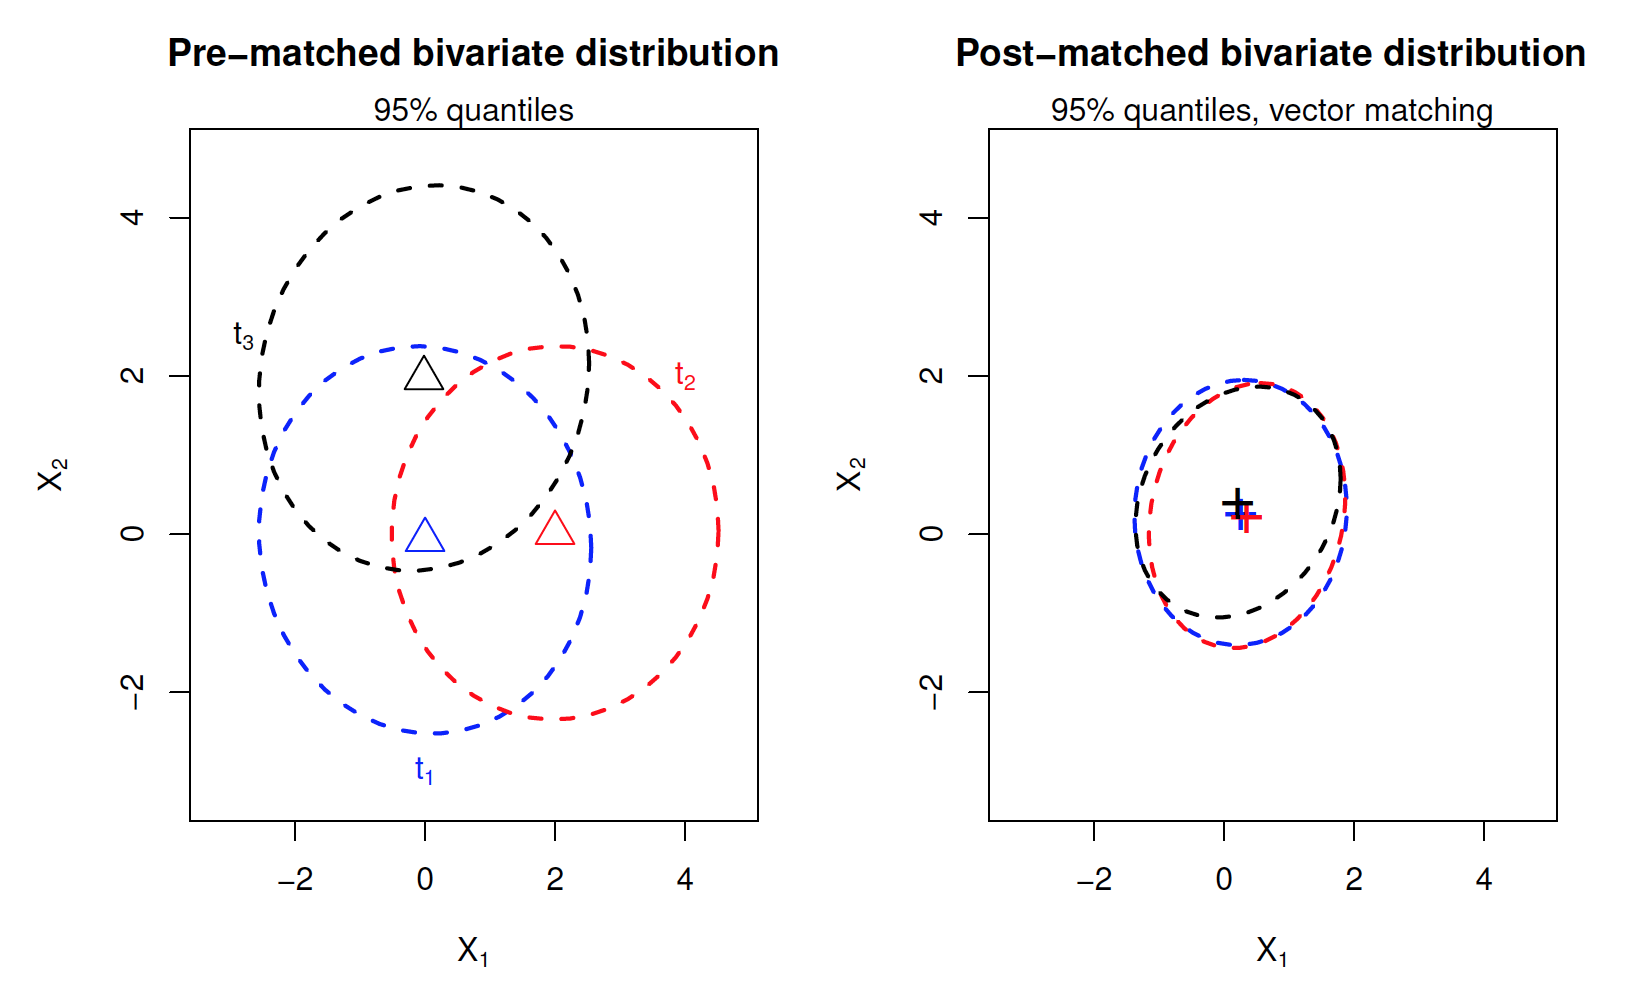 Pre−matched bivariate distribution
95% quantiles
t3
t2
t1
X2
4
2
0
−2
−2 0 2 4
X1
Post−matched bivariate distribution
95% quantiles, vector matching
X2
4
2
0
−2
−2 0 2 4
X1